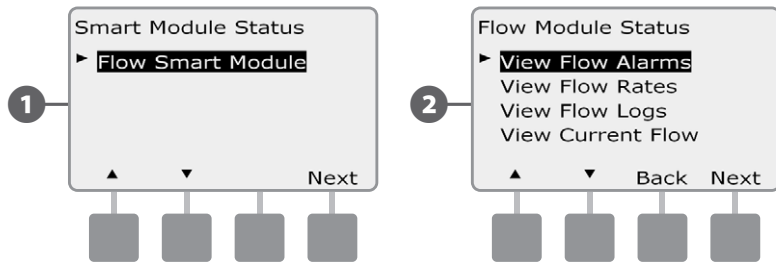 Smart Module Status
► Flow Smart Module
▲ ▼ Next
1
Flow Module Status
► View Flow Alarms
View Flow Rates
View Flow Logs
View Current Flow
▲ ▼ Back Next
2